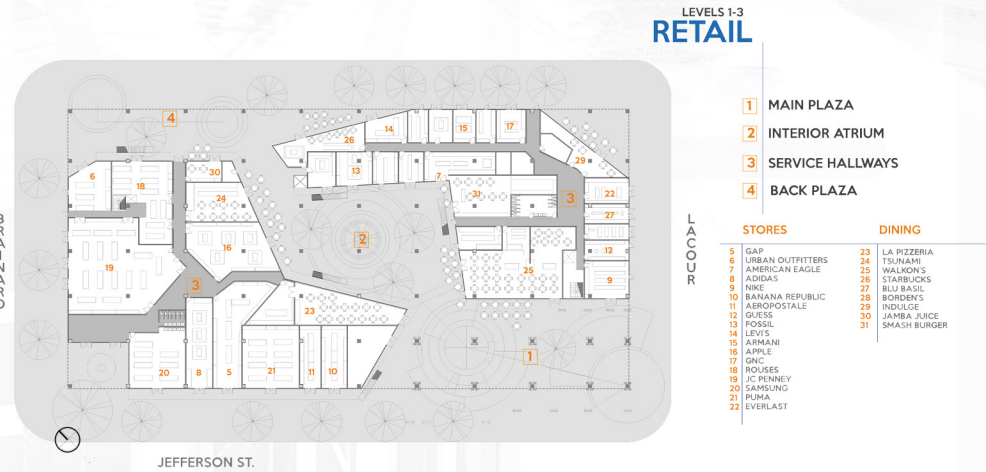 LEVELS 1-3
RETAIL
1 MAIN PLAZA
2 INTERIOR ATRIUM
3 SERVICE HALLWAYS
4 BACK PLAZA
STORES
5 GAP
6 URBAN OUTFITTERS
7 AMERICAN EAGLE
8 ADIDAS
9 NIKE
10 BANANA REPUBLIC
11 AEROPOSTALE
12 GUESS
13 FOSSIL
14 LEVI'S
15 ARMANI
16 APPLE
17 GNC
18 ROUSES
19 JC PENNEY
20 SAMSUNG
21 PUMA
22 EVERLAST
DINING
23 LA PIZZERIA
24 TSUNAMI
25 WALKON'S
26 STARBUCKS
27 BLU BASIL
28 BORDEN'S
29 INDULGE
30 JAMBA JUICE
31 SMASH BURGER
BRAINARD
LACOUR
JEFFERSON ST.
4
26
14
15
17
29
6
18
30
13
7
31
22
24
3
27
16
2
12
19
25
9
3
23
1
20
8
5
21
11
10